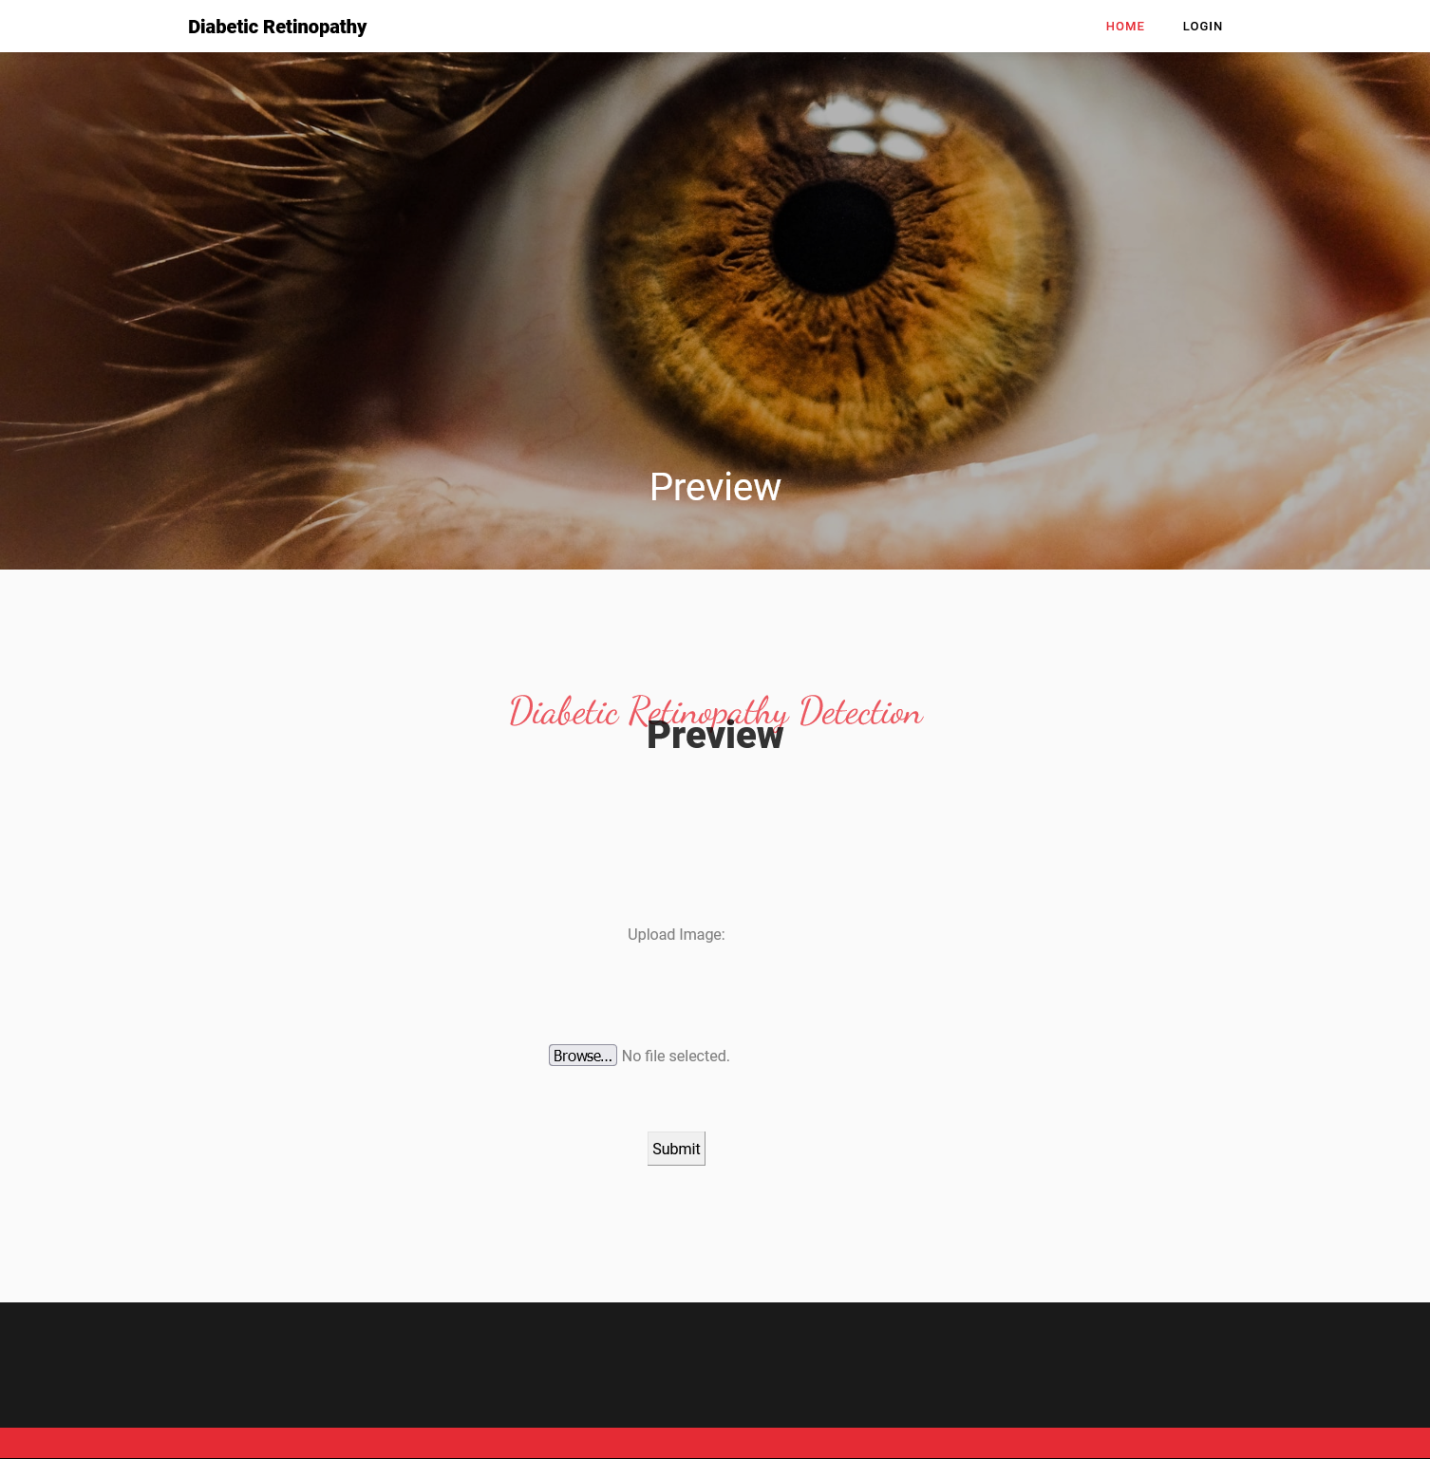 Diabetic Retinopathy HOME LOGIN
Preview
Diabetic Retinopathy Detection
Preview
Upload Image:
Browse... No file selected.
Submit